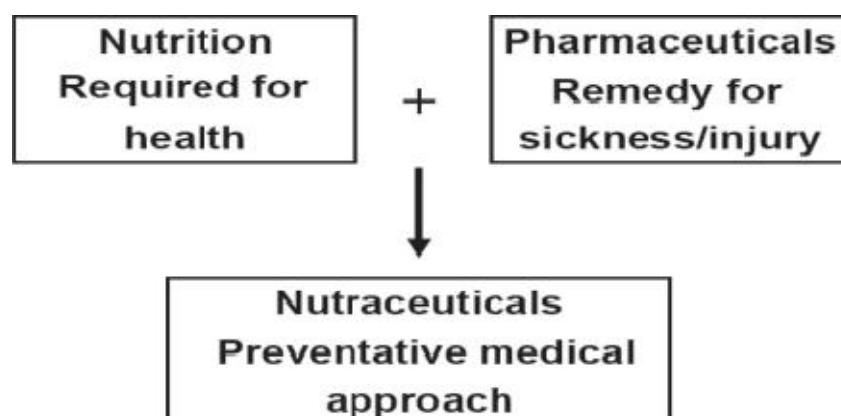 Nutrition
Required for
health
+
Pharmaceuticals
Remedy for
sickness/injury
Nutraceuticals
Preventative medical
approach